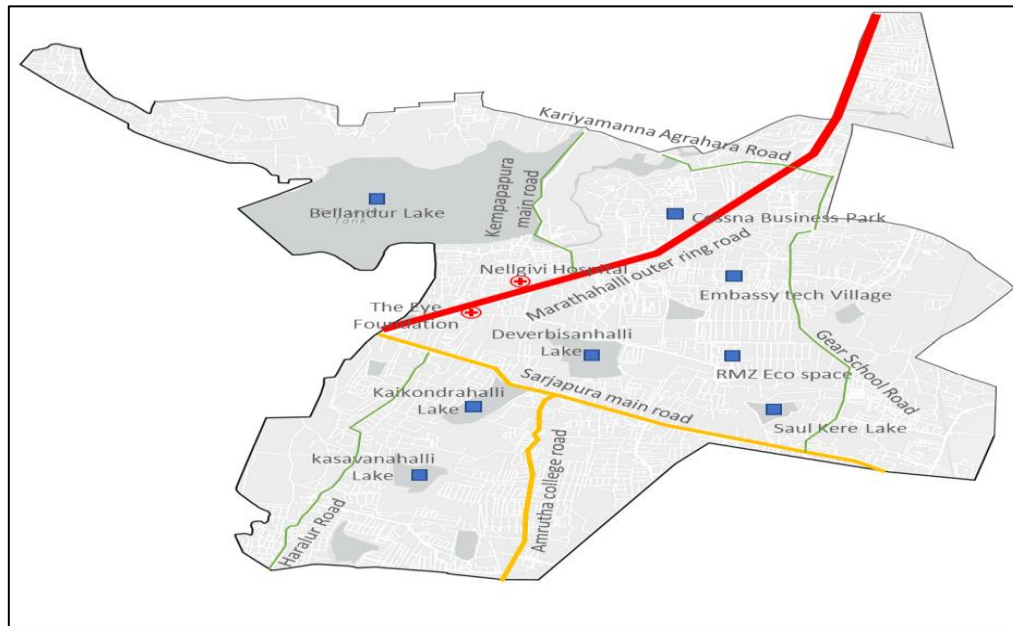 Kariyamanna Agrahara Road
Kempapapura
main road
Bellandur Lake
Tank
Cessna Business Park
Nellgivi Hospital
Marathahalli outer ring road
Embassy tech Village
The Eye
Foundation
Deverbisanhalli
Lake
RMZ Eco space
Gear School Road
Sarjapura main road
Kaikondrahalli
Lake
Saul Kere Lake
kasavanahalli
Lake
Amrutha college road
Haralur Road